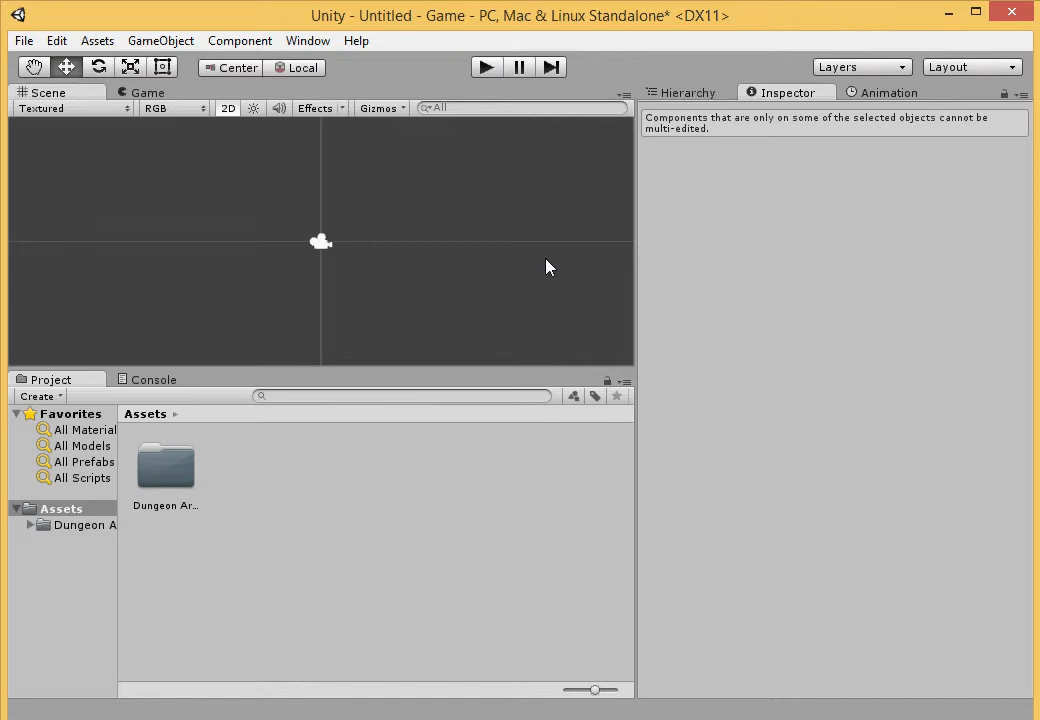 Unity - Untitled - Game - PC, Mac & Linux Standalone* <DX11>
File Edit Assets GameObject Component Window Help
Center Local Layers Layout
Scene Game Hierarchy Inspector Animation
Textured RGB 2D Effects Gizmos All
Components that are only on some of the selected objects cannot be
multi-edited.
Project Console
Create
Favorites Assets
All Material
All Models
All Prefabs
All Scripts
Dungeon Ar...
Assets
Dungeon A